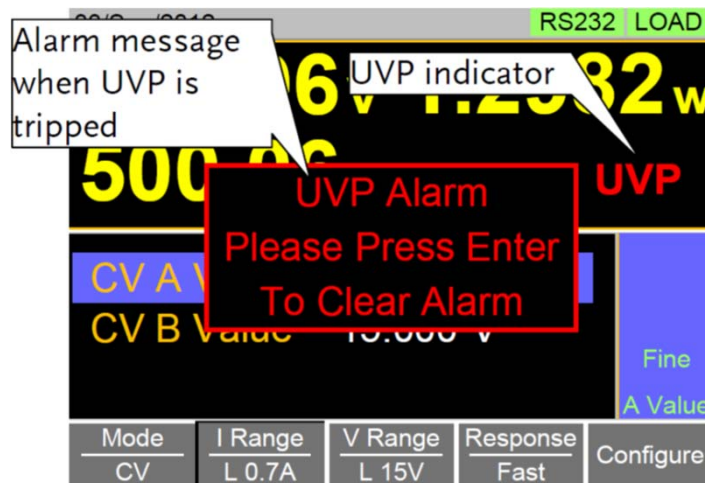 RS232 LOAD
Alarm message
when UVP is
tripped
UVP indicator
UVP
UVP Alarm
Please Press Enter
To Clear Alarm
CV A
CV B Value
Fine
A Value
Mode
CV
I Range
L 0.7A
V Range
L 15V
Response
Fast
Configure